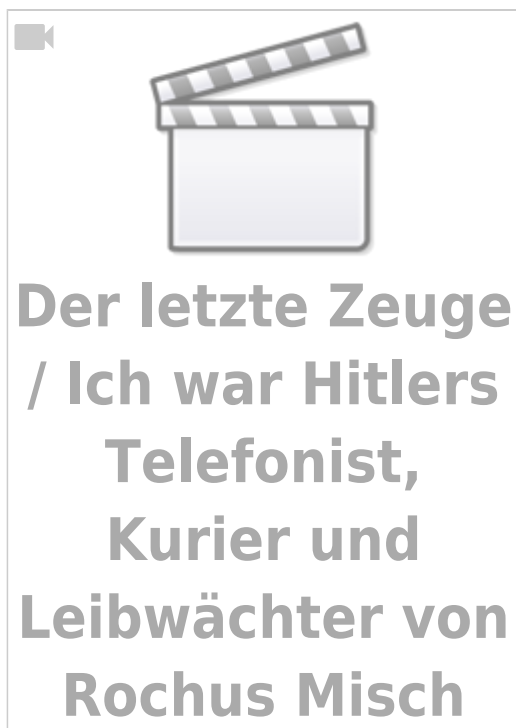 Der letzte Zeuge
/ Ich war Hitlers
Telefonist,
Kurier und
Leibwächter von
Rochus Misch